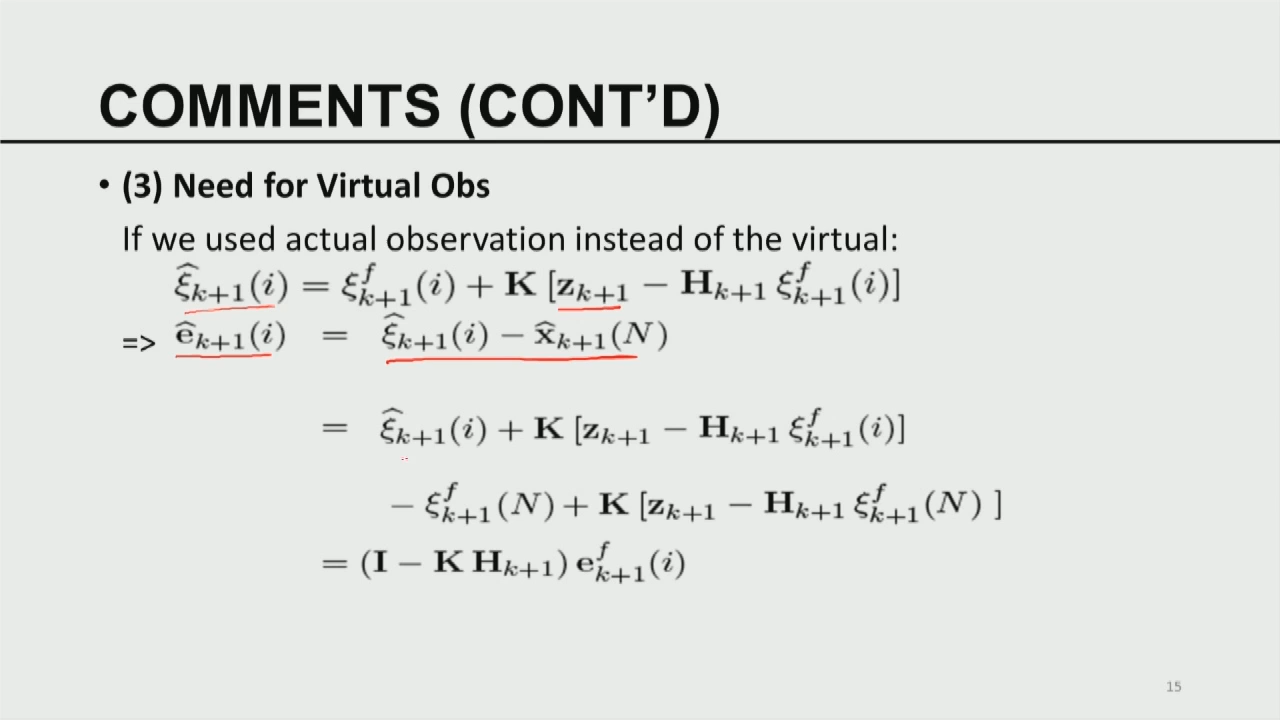 COMMENTS (CONT’D)
• (3) Need for Virtual Obs
If we used actual observation instead of the virtual:
ξ̂ₖ₊₁(i) = ξᶠₖ₊₁(i) + K [zₖ₊₁ − Hₖ₊₁ ξᶠₖ₊₁(i)]
=> êₖ₊₁(i) = ξ̂ₖ₊₁(i) − x̂ₖ₊₁(N)
= ξ̂ₖ₊₁(i) + K [zₖ₊₁ − Hₖ₊₁ ξᶠₖ₊₁(i)]
− ξᶠₖ₊₁(N) + K [zₖ₊₁ − Hₖ₊₁ ξᶠₖ₊₁(N) ]
= (I − K Hₖ₊₁) eᶠₖ₊₁(i)
15